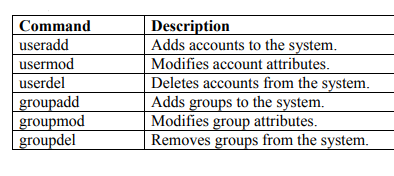 Command Description
useradd Adds accounts to the system.
usermod Modifies account attributes.
userdel Deletes accounts from the system.
groupadd Adds groups to the system.
groupmod Modifies group attributes.
groupdel Removes groups from the system.